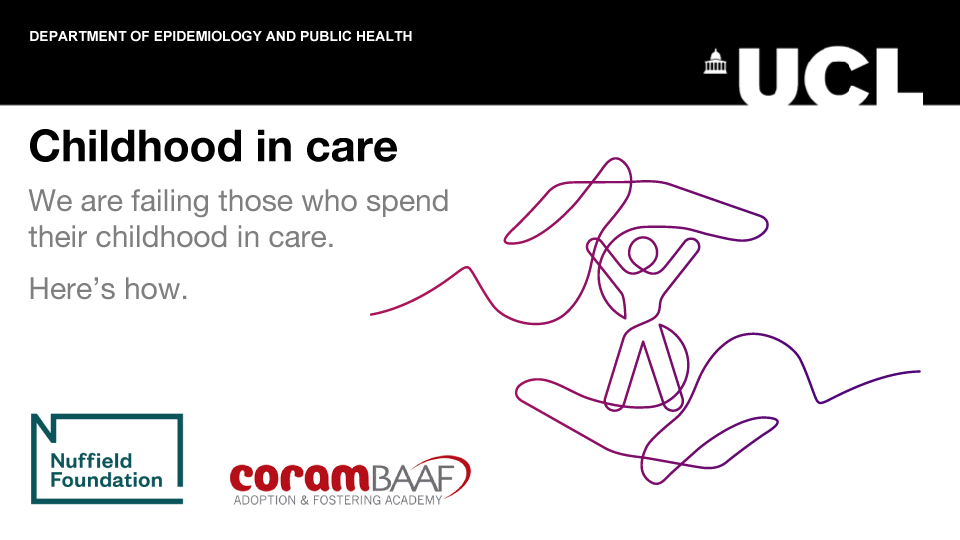 DEPARTMENT OF EPIDEMIOLOGY AND PUBLIC HEALTH
UCL
Childhood in care
We are failing those who spend
their childhood in care.
Here’s how.
Nuffield
Foundation
coramBAAF
ADOPTION & FOSTERING ACADEMY